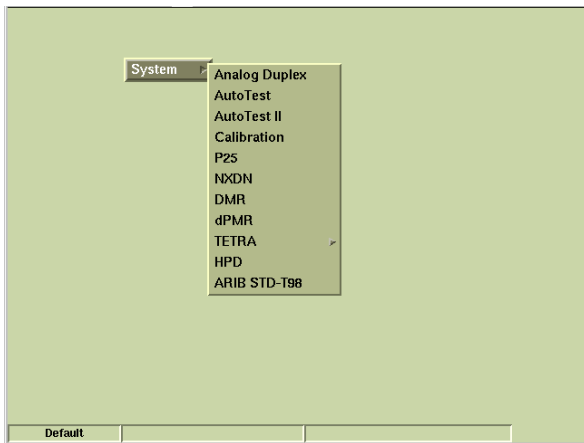 System
Analog Duplex
AutoTest
AutoTest II
Calibration
P25
NXDN
DMR
dPMR
TETRA
HPD
ARIB STD-T98
Default